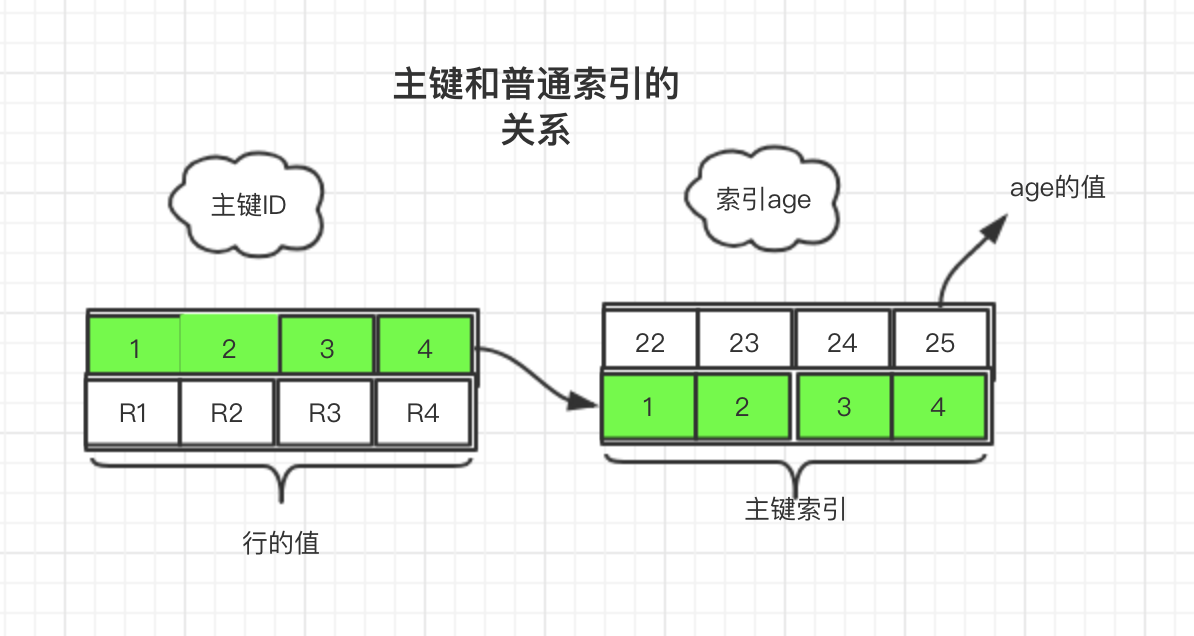 主键和普通索引的
关系
主键ID
索引age
age的值
1 2 3 4
R1 R2 R3 R4
行的值
22 23 24 25
1 2 3 4
主键索引